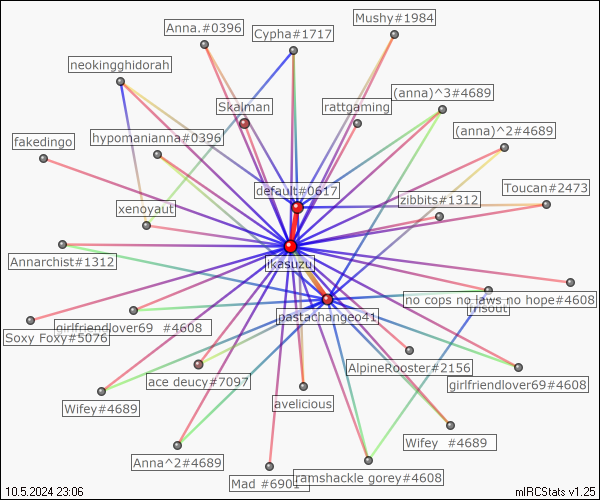 Anna.#0396
Mushy#1984
Cypha#1717
neokingghidorah
(anna)^3#4689
Skalman
rattgaming
hypomanianna#0396
(anna)^2#4689
fakedingo
default#0617
Toucan#2473
zibbits#1312
xenoyaut
Annarchist#1312
ikasuzu
no cops no laws no hope#4608
frisout
pastachangeo41
girlfriendlover69 #4608
Soxy Foxy#5076
AlpineRooster#2156
ace deucy#7097
girlfriendlover69#4608
Wifey#4689
avelicious
Wifey #4689
Anna^2#4689
Mad #6901
ramshackle gorey#4608
10.5.2024 23:06
mIRCStats v1.25